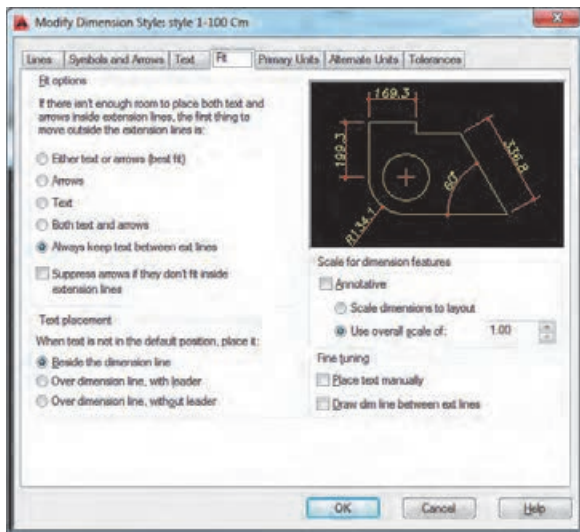 Modify Dimension Style: style 1-100 Cm
Lines
Symbols and Arrows
Text
Fit
Primary Units
Alternate Units
Tolerances
Fit options
If there isn't enough room to place both text and
arrows inside extension lines, the first thing to
move outside the extension lines is:
Either text or arrows (best fit)
Arrows
Text
Both text and arrows
Always keep text between ext lines
Suppress arrows if they don't fit inside
extension lines
Text placement
When text is not in the default position, place it:
Beside the dimension line
Over dimension line, with leader
Over dimension line, without leader
169.3
199.3
336.8
60°
R134.1
Scale for dimension features
Annotative
Scale dimensions to layout
Use overall scale of:
1.00
Fine tuning
Place text manually
Draw dim line between ext lines
OK
Cancel
Help